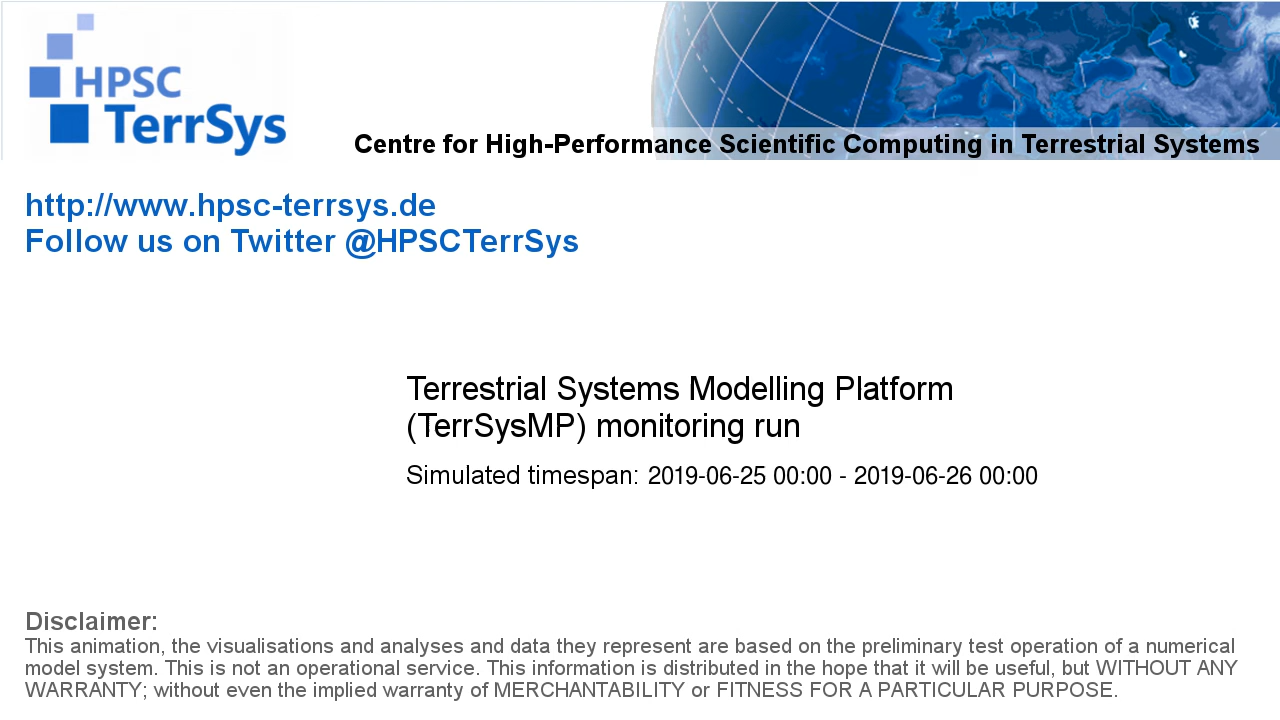 HPSC
TerrSys
Centre for High-Performance Scientific Computing in Terrestrial Systems
http://www.hpsc-terrsys.de
Follow us on Twitter @HPSCTerrSys
Terrestrial Systems Modelling Platform
(TerrSysMP) monitoring run
Simulated timespan: 2019-06-25 00:00 - 2019-06-26 00:00
Disclaimer:
This animation, the visualisations and analyses and data they represent are based on the preliminary test operation of a numerical
model system. This is not an operational service. This information is distributed in the hope that it will be useful, but WITHOUT ANY
WARRANTY; without even the implied warranty of MERCHANTABILITY or FITNESS FOR A PARTICULAR PURPOSE.